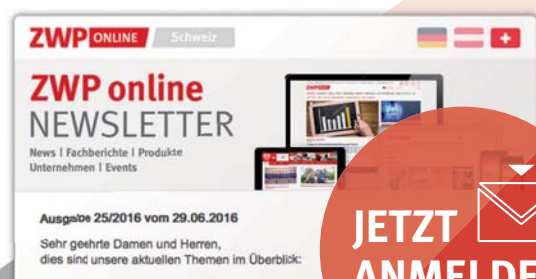 ZWP ONLINE Schweiz
ZWP online
NEWSLETTER
News | Fachberichte | Produkte
Unternehmen | Events
Ausgabe 25/2016 vom 29.06.2016
Sehr geehrte Damen und Herren,
dies sind unsere aktuellen Themen im Überblick:
JETZT